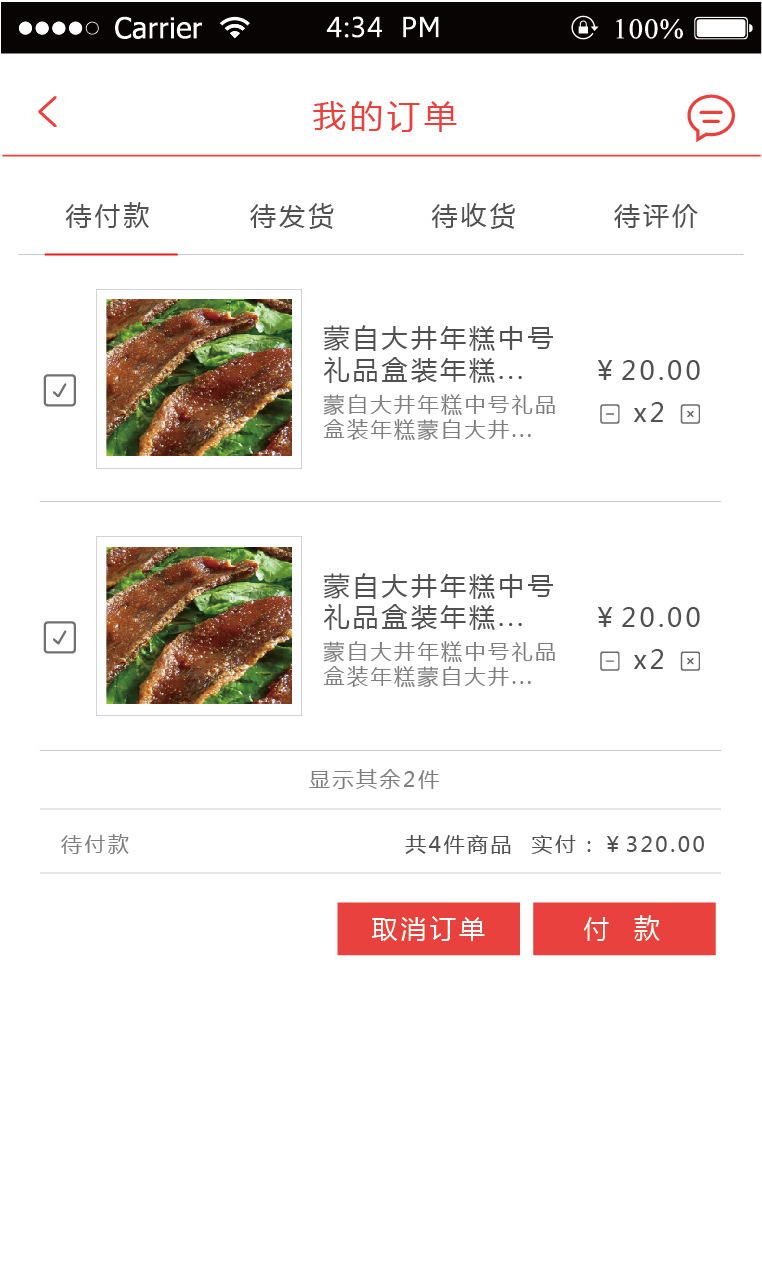 Carrier 4:34 PM 100%
我的订单
待付款 待发货 待收货 待评价
蒙自大井年糕中号
礼品盒装年糕...
¥20.00
蒙自大井年糕中号礼品
盒装年糕蒙自大井...
x2
蒙自大井年糕中号
礼品盒装年糕...
¥20.00
蒙自大井年糕中号礼品
盒装年糕蒙自大井...
x2
显示其余2件
待付款 共4件商品 实付：¥320.00
取消订单 付 款